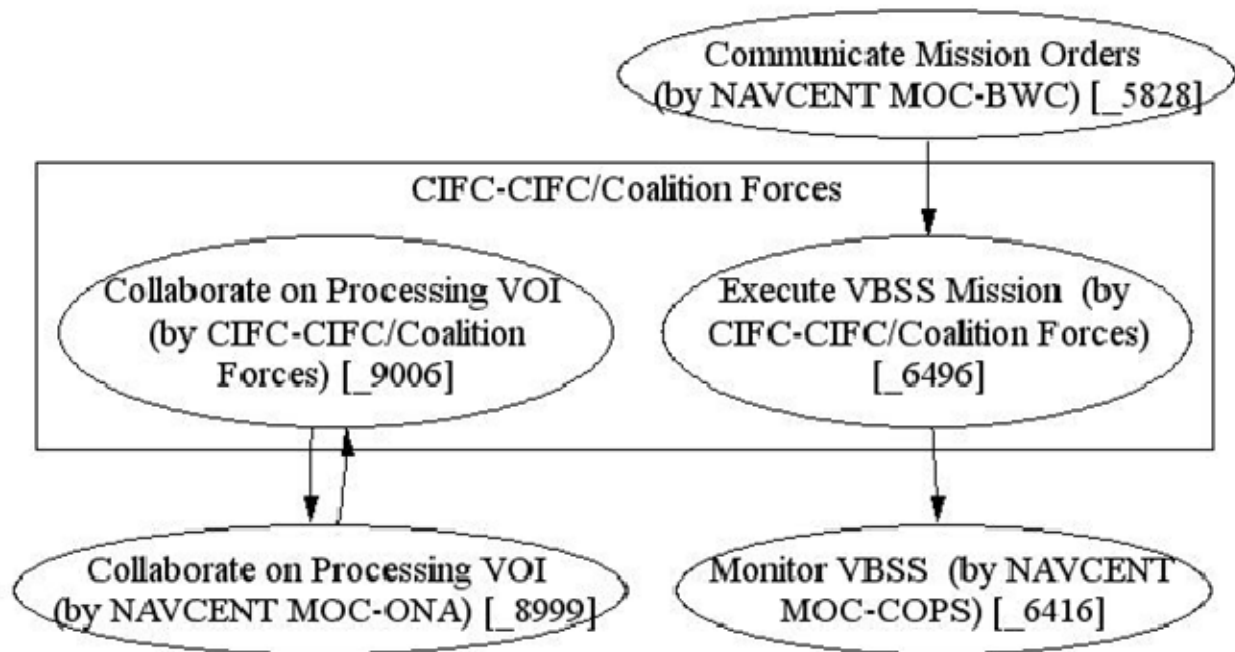 Communicate Mission Orders
(by NAVCENT MOC-BWC) [_5828]
CIFC-CIFC/Coalition Forces
Collaborate on Processing VOI
(by CIFC-CIFC/Coalition
Forces) [_9006]
Execute VBSS Mission (by
CIFC-CIFC/Coalition Forces)
[_6496]
Collaborate on Processing VOI
(by NAVCENT MOC-ONA) [_8999]
Monitor VBSS (by NAVCENT
MOC-COPS) [_6416]